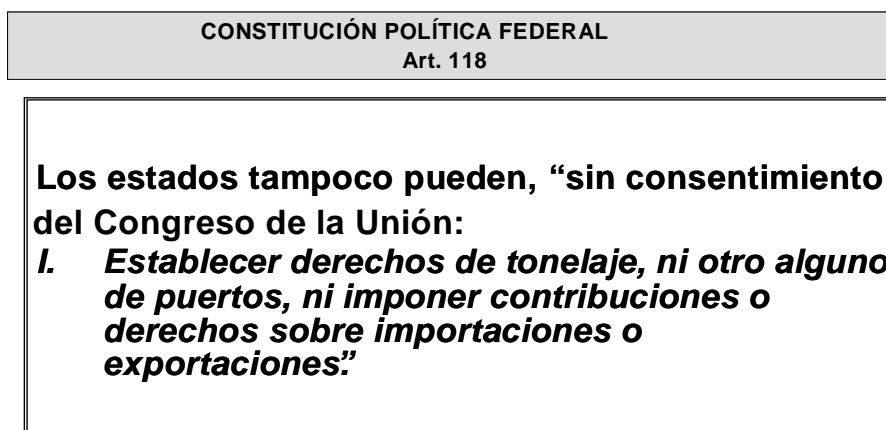 CONSTITUCIÓN POLÍTICA FEDERAL
Art. 118
Los estados tampoco pueden, “sin consentimiento
del Congreso de la Unión:
I. Establecer derechos de tonelaje, ni otro alguno
de puertos, ni imponer contribuciones o
derechos sobre importaciones o
exportaciones”.